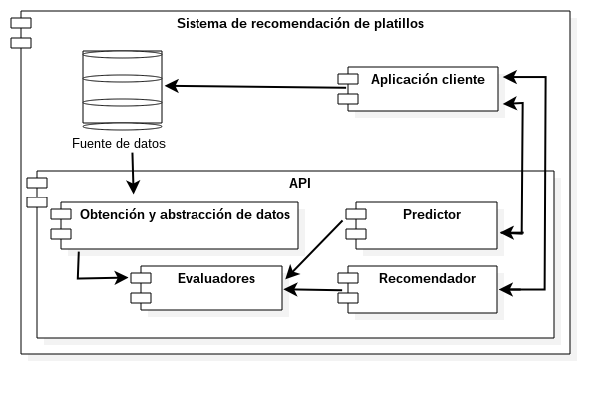 Sistema de recomendación de platillos
Aplicación cliente
Fuente de datos
API
Obtención y abstracción de datos
Predictor
Evaluadores
Recomendador